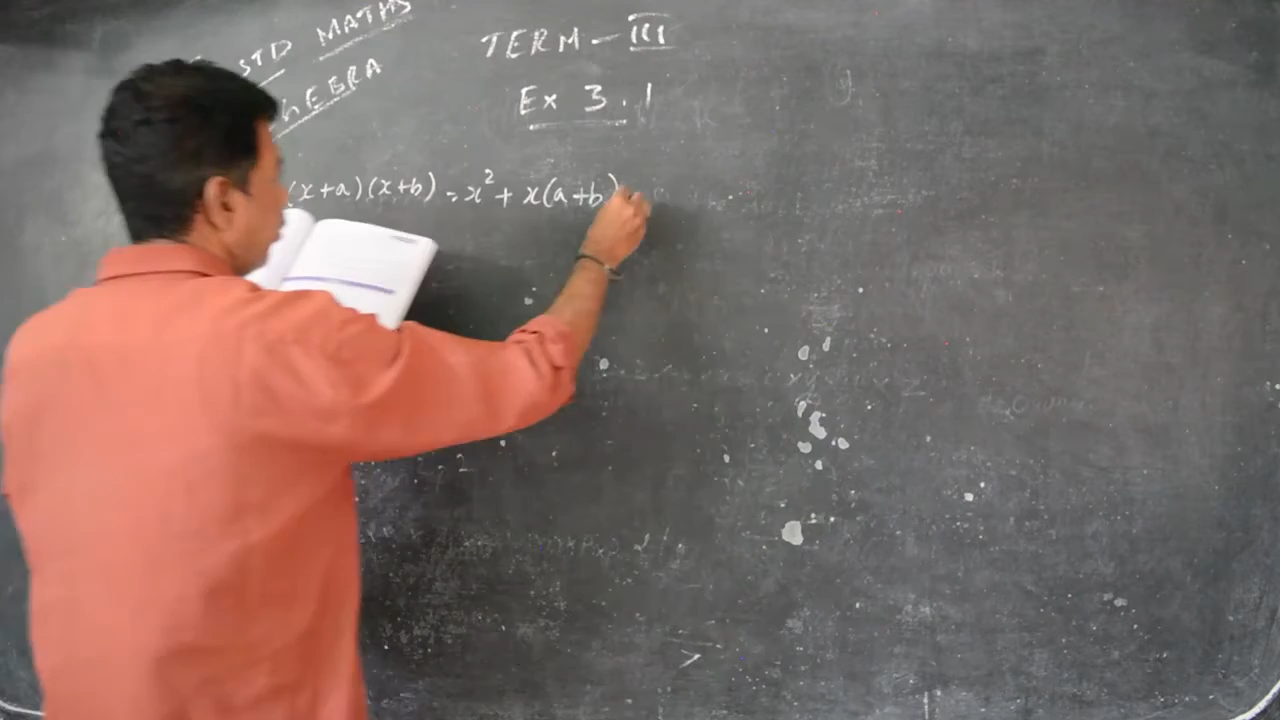 STD MATHS
GEBRA
TERM - III
Ex 3.1
(x+a)(x+b) = x² + x(a+b)